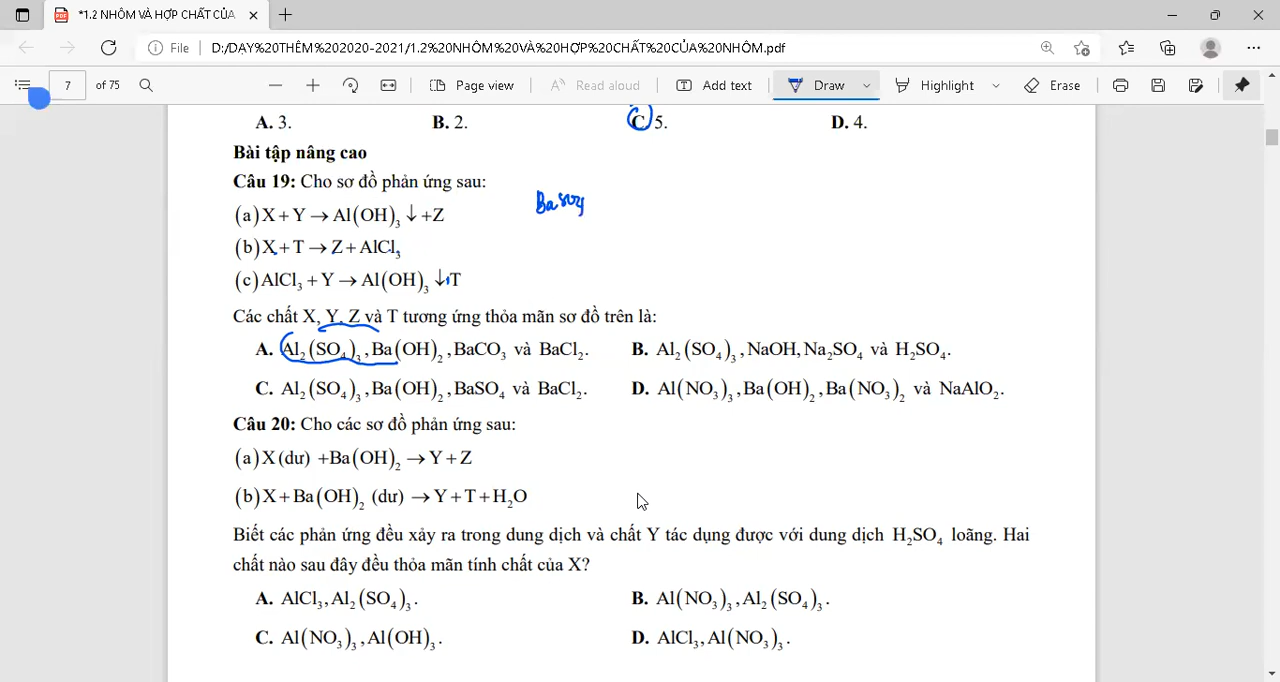 *1.2 NHÓM VÀ HỢP CHẤT CỦA
File D:/DẠY%20THÊM%202020-2021/1.2%20NHÔM%20VÀ%20HỢP%20CHẤT%20CỦA%20NHÔM.pdf
7 of 75 Page view Read aloud Add text Draw Highlight Erase
A. 3. B. 2. C. 5. D. 4.
Bài tập nâng cao
Câu 19: Cho sơ đồ phản ứng sau:
BaSO4
(a) X + Y → Al(OH)₃ ↓ +Z
(b) X + T → Z + AlCl₃
(c) AlCl₃ + Y → Al(OH)₃ ↓ +T
Các chất X, Y, Z và T tương ứng thỏa mãn sơ đồ trên là:
A. Al₂(SO₄)₃, Ba(OH)₂, BaCO₃ và BaCl₂. B. Al₂(SO₄)₃, NaOH, Na₂SO₄ và H₂SO₄.
C. Al₂(SO₄)₃, Ba(OH)₂, BaSO₄ và BaCl₂. D. Al(NO₃)₃, Ba(OH)₂, Ba(NO₃)₂ và NaAlO₂.
Câu 20: Cho các sơ đồ phản ứng sau:
(a) X (dư) + Ba(OH)₂ → Y + Z
(b) X + Ba(OH)₂ (dư) → Y + T + H₂O
Biết các phản ứng đều xảy ra trong dung dịch và chất Y tác dụng được với dung dịch H₂SO₄ loãng. Hai
chất nào sau đây đều thỏa mãn tính chất của X?
A. AlCl₃, Al₂(SO₄)₃. B. Al(NO₃)₃, Al₂(SO₄)₃.
C. Al(NO₃)₃, Al(OH)₃. D. AlCl₃, Al(NO₃)₃.